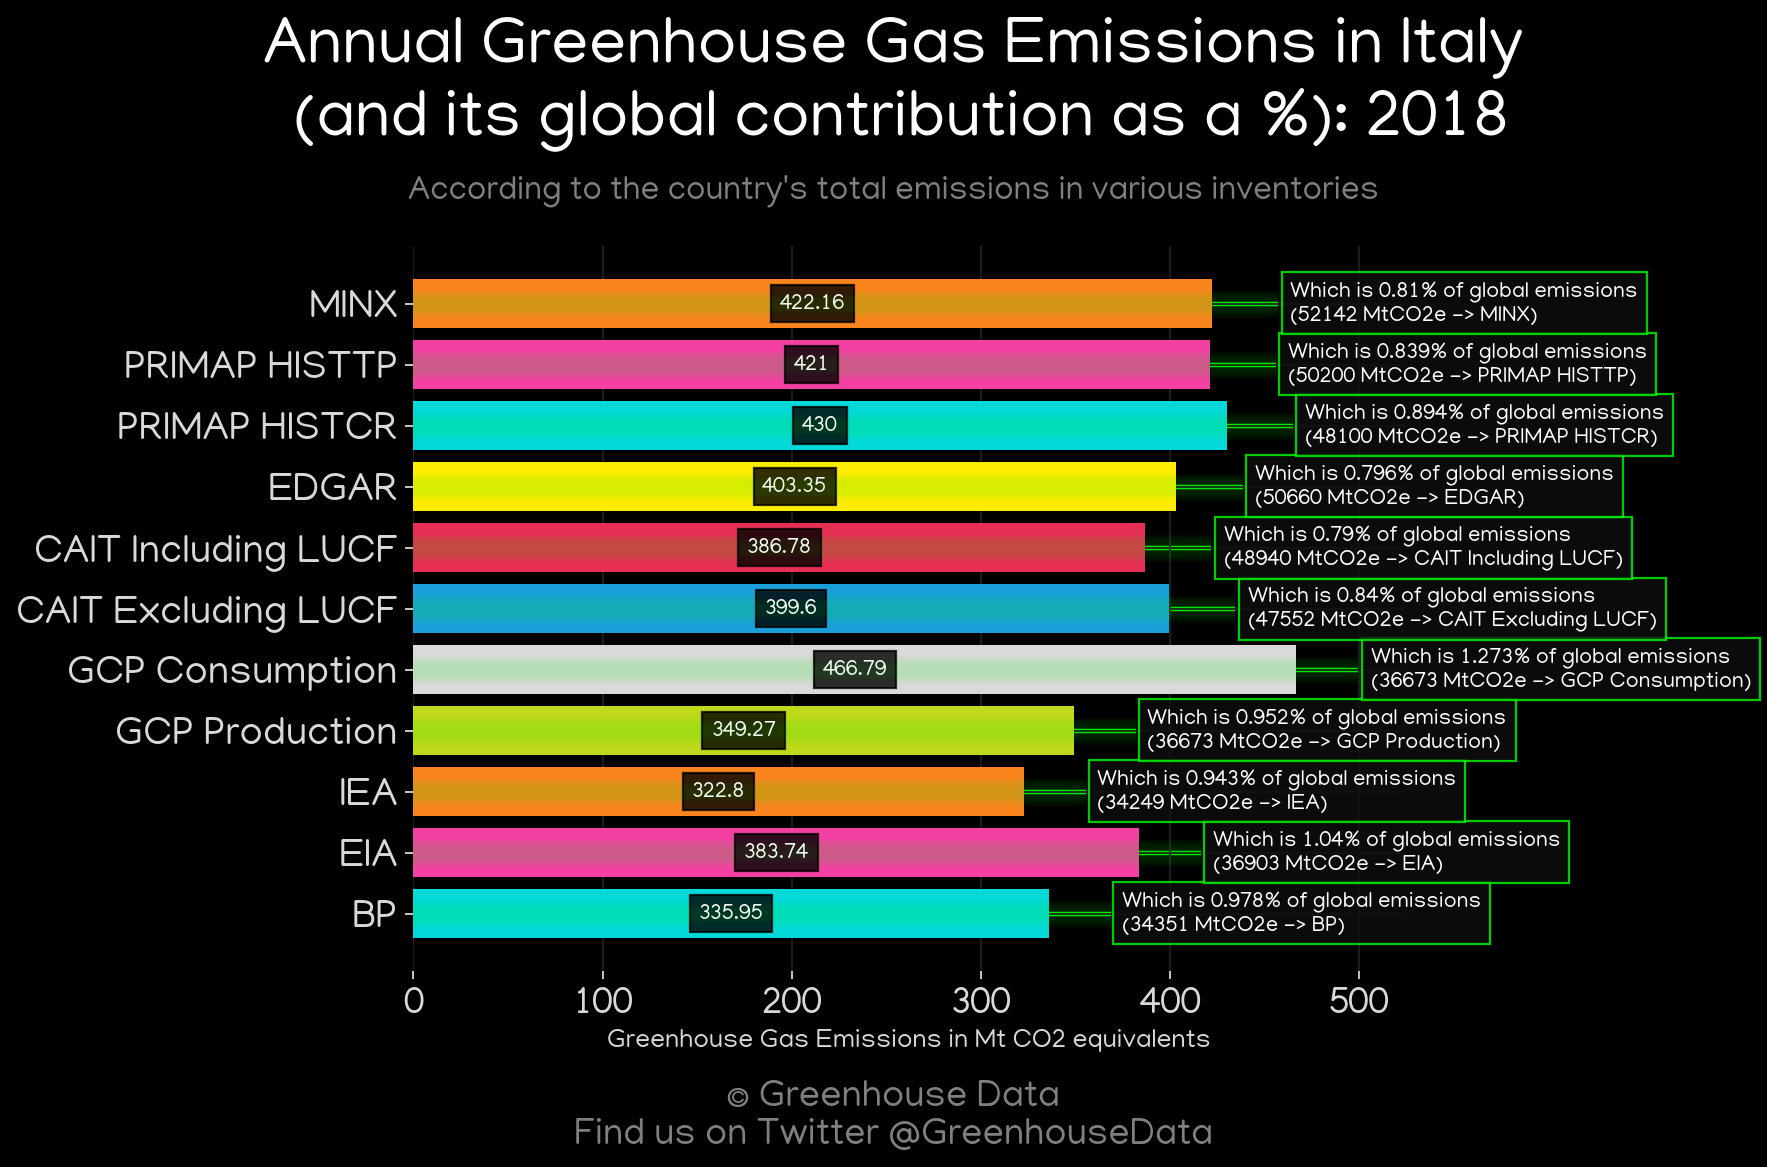 Annual Greenhouse Gas Emissions in Italy
(and its global contribution as a %): 2018
According to the country's total emissions in various inventories
MINX
422.16
Which is 0.81% of global emissions
(52142 MtCO2e -> MINX)
PRIMAP HISTTP
421
Which is 0.839% of global emissions
(50200 MtCO2e -> PRIMAP HISTTP)
PRIMAP HISTCR
430
Which is 0.894% of global emissions
(48100 MtCO2e -> PRIMAP HISTCR)
EDGAR
403.35
Which is 0.796% of global emissions
(50660 MtCO2e -> EDGAR)
CAIT Including LUCF
386.78
Which is 0.79% of global emissions
(48940 MtCO2e -> CAIT Including LUCF)
CAIT Excluding LUCF
399.6
Which is 0.84% of global emissions
(47552 MtCO2e -> CAIT Excluding LUCF)
GCP Consumption
466.79
Which is 1.273% of global emissions
(36673 MtCO2e -> GCP Consumption)
GCP Production
349.27
Which is 0.952% of global emissions
(36673 MtCO2e -> GCP Production)
IEA
322.8
Which is 0.943% of global emissions
(34249 MtCO2e -> IEA)
EIA
383.74
Which is 1.04% of global emissions
(36903 MtCO2e -> EIA)
BP
335.95
Which is 0.978% of global emissions
(34351 MtCO2e -> BP)
0 100 200 300 400 500
Greenhouse Gas Emissions in Mt CO2 equivalents
© Greenhouse Data
Find us on Twitter @GreenhouseData